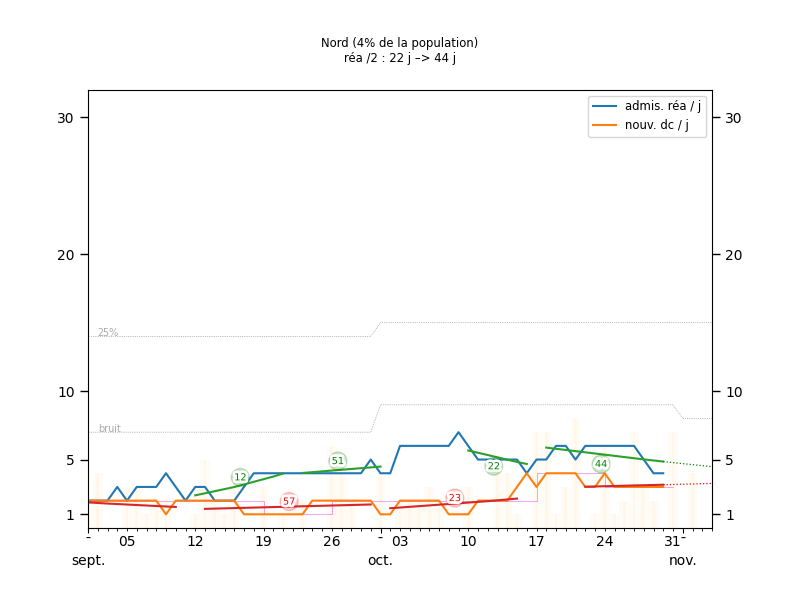 Nord (4% de la population)
réa /2 : 22 j –> 44 j
admis. réa / j
nouv. dc / j
30
30
20
20
25%
10
10
bruit
5
5
51
12
22
44
57
23
1
1
- 05 12 19 26 - 03 10 17 24 31 -
sept. oct. nov.